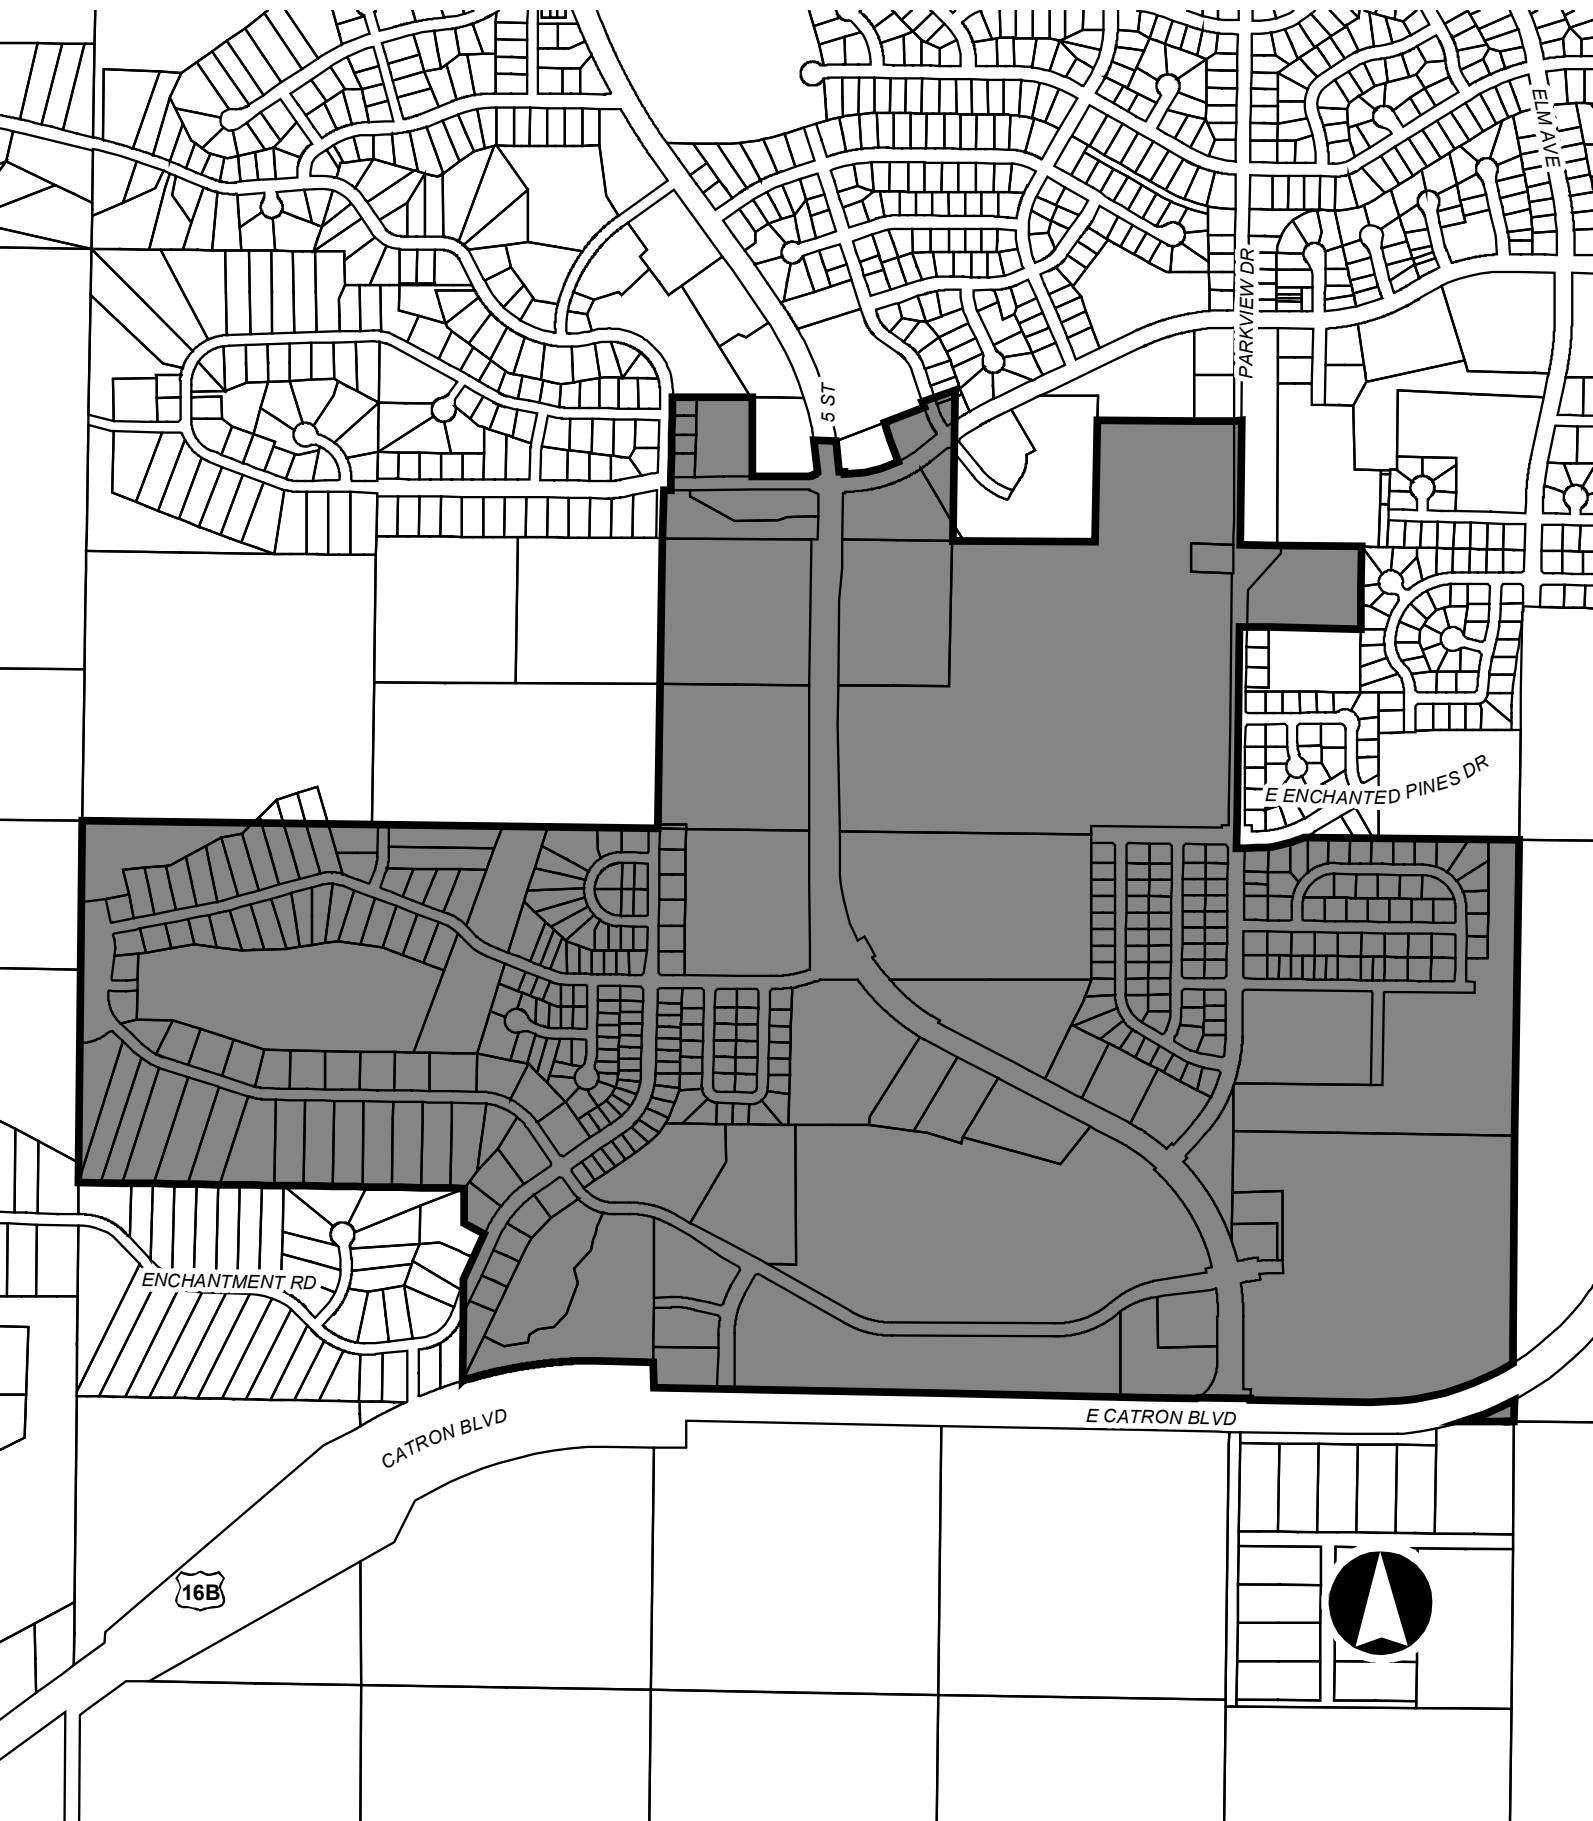 ELM AVE
PARKVIEW DR
5 ST
E ENCHANTED PINES DR
ENCHANTMENT RD
CATRON BLVD
E CATRON BLVD
16B